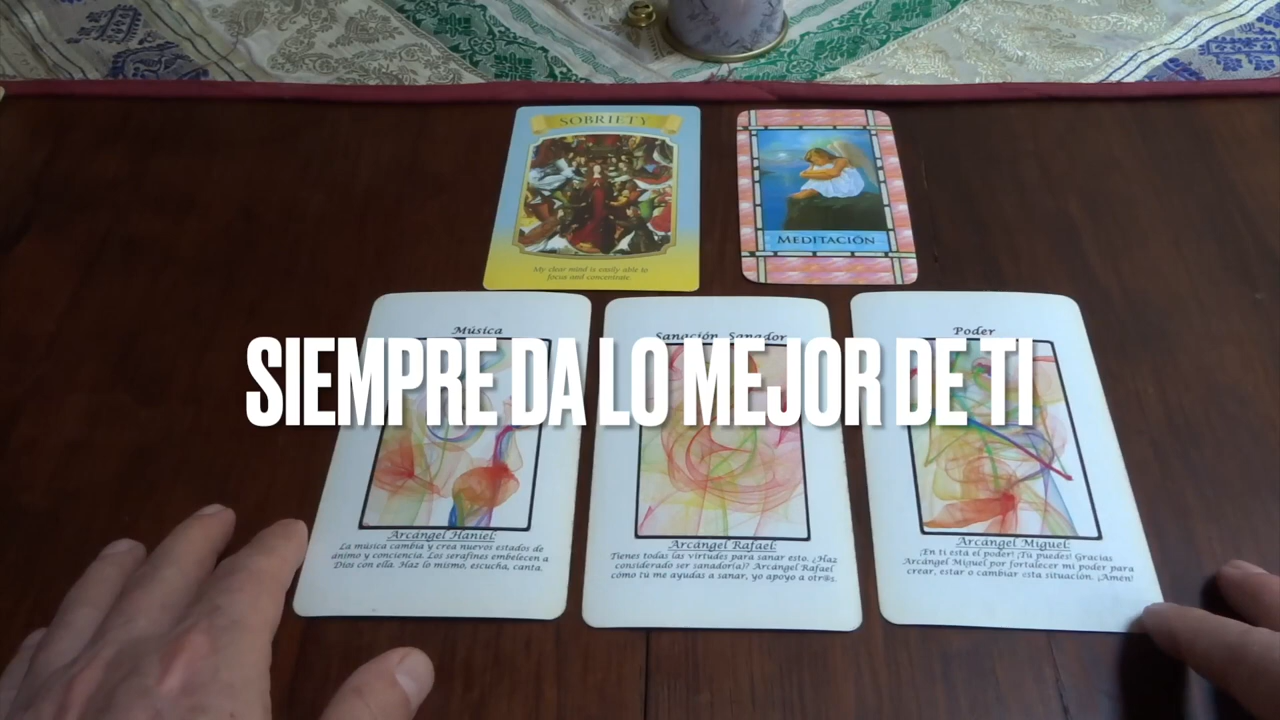 SOBRIETY
My clear mind is easily able to
focus and concentrate.
MEDITACIÓN
Música
Sanación Sanador
Poder
SIEMPRE DA LO MEJOR DE TI
Arcángel Haniel:
La música cambia y crea nuevos estados de
ánimo y conciencia. Los serafines embelecen a
Dios con ella. Haz lo mismo, escucha, canta.
Arcángel Rafael:
Tienes todas las virtudes para sanar esto. ¿Haz
considerado ser sanador(a)? Arcángel Rafael
cómo tú me ayudas a sanar, yo apoyo a otr@s.
Arcángel Miguel:
¡En ti está el poder! ¡Tú puedes! Gracias
Arcángel Miguel por fortalecer mi poder para
crear, estar o cambiar esta situación. ¡Amén!